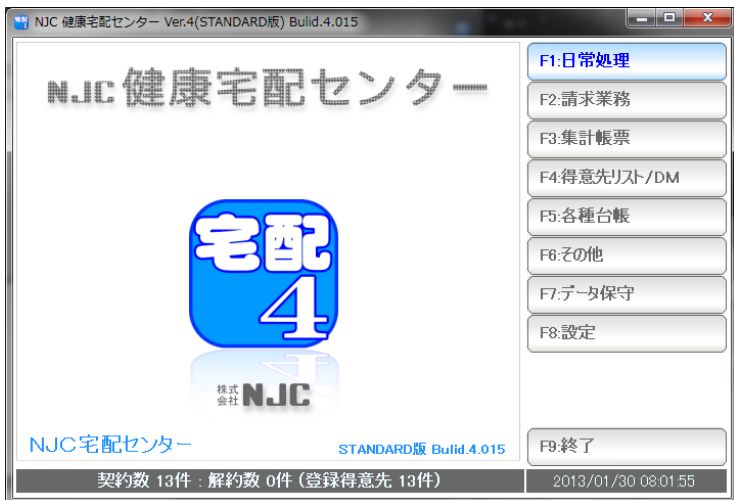 NJC 健康宅配センター Ver.4(STANDARD版) Bulid.4.015
NJC 健康宅配センター
宅配
4
株式会社 NJC
NJC宅配センター
STANDARD版 Bulid.4.015
F1:日常処理
F2:請求業務
F3:集計帳票
F4:得意先リスト/DM
F5:各種台帳
F6:その他
F7:データ保守
F8:設定
F9:終了
契約数 13件 : 解約数 0件 (登録得意先 13件)
2013/01/30 08:01:55